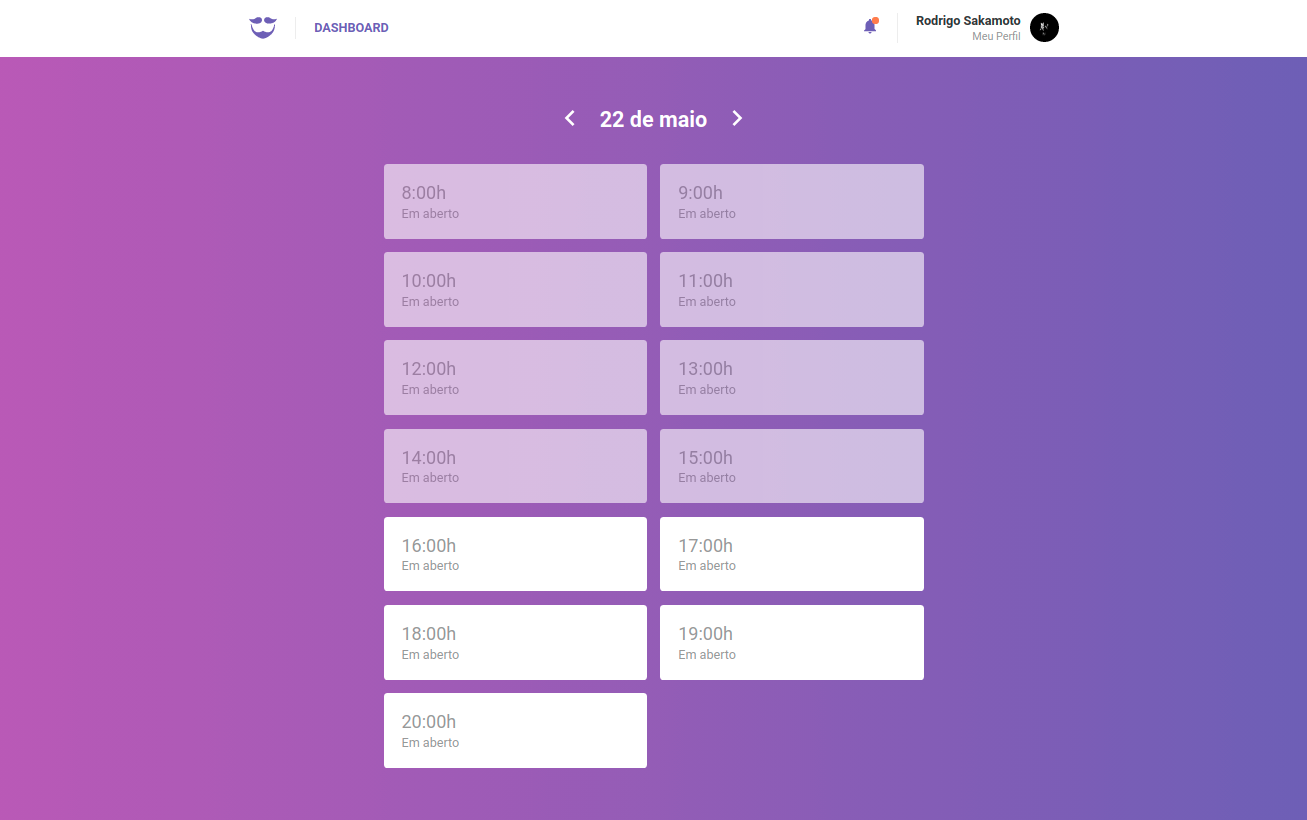 DASHBOARD
Rodrigo Sakamoto
Meu Perfil
22 de maio
8:00h
Em aberto
9:00h
Em aberto
10:00h
Em aberto
11:00h
Em aberto
12:00h
Em aberto
13:00h
Em aberto
14:00h
Em aberto
15:00h
Em aberto
16:00h
Em aberto
17:00h
Em aberto
18:00h
Em aberto
19:00h
Em aberto
20:00h
Em aberto